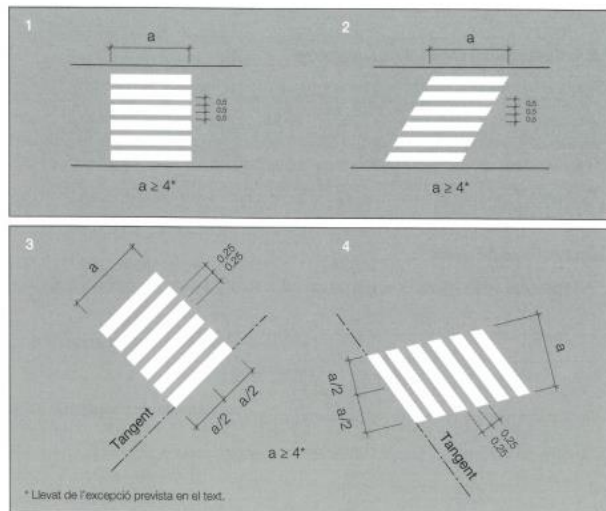 1
a
0,5
0,5
0,5
a ≥ 4*
2
a
0,5
0,5
0,5
a ≥ 4*
3
a
0,25
0,25
a/2
a/2
Tangent
a ≥ 4*
4
a
a/2
a/2
0,25
0,25
Tangent
* Llevat de l'excepció prevista en el text.